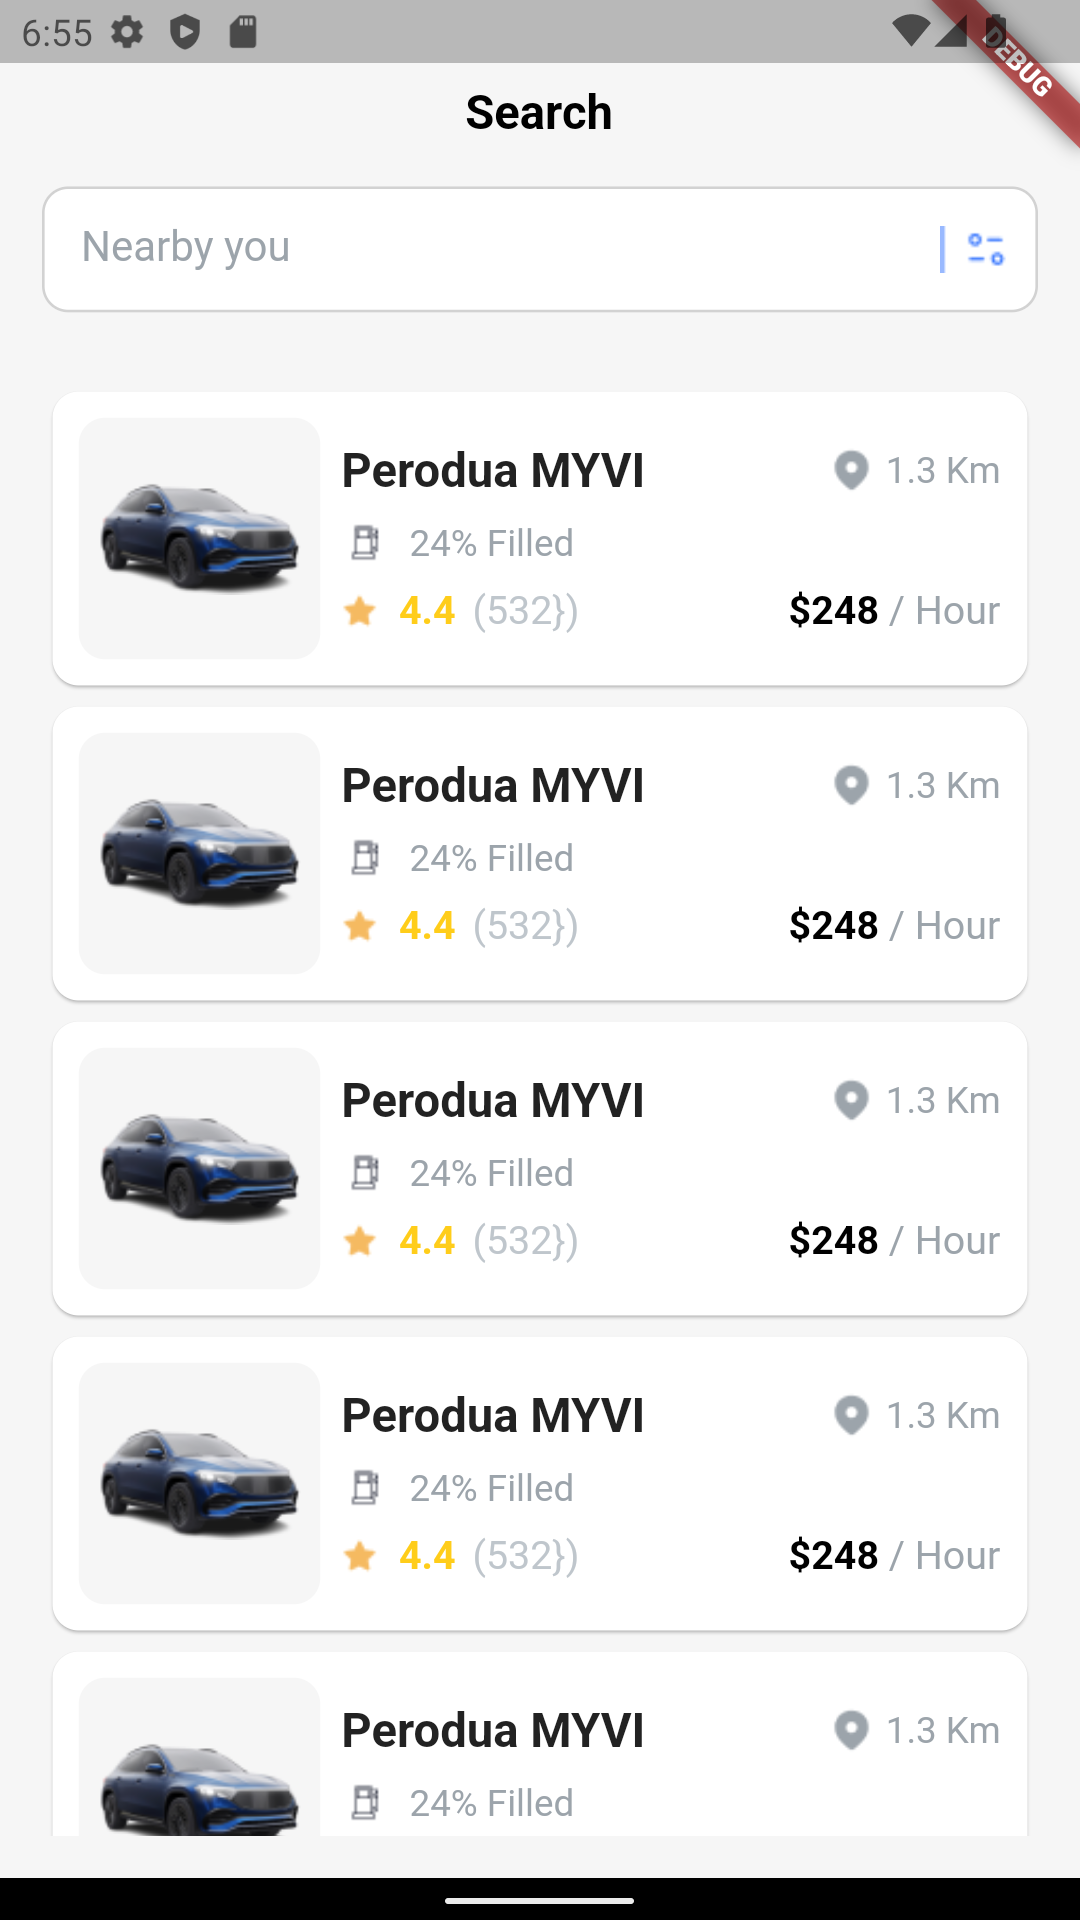 6:55
DEBUG
Search
Nearby you
Perodua MYVI
1.3 Km
24% Filled
4.4 (532})
$248 / Hour
Perodua MYVI
1.3 Km
24% Filled
4.4 (532})
$248 / Hour
Perodua MYVI
1.3 Km
24% Filled
4.4 (532})
$248 / Hour
Perodua MYVI
1.3 Km
24% Filled
4.4 (532})
$248 / Hour
Perodua MYVI
1.3 Km
24% Filled